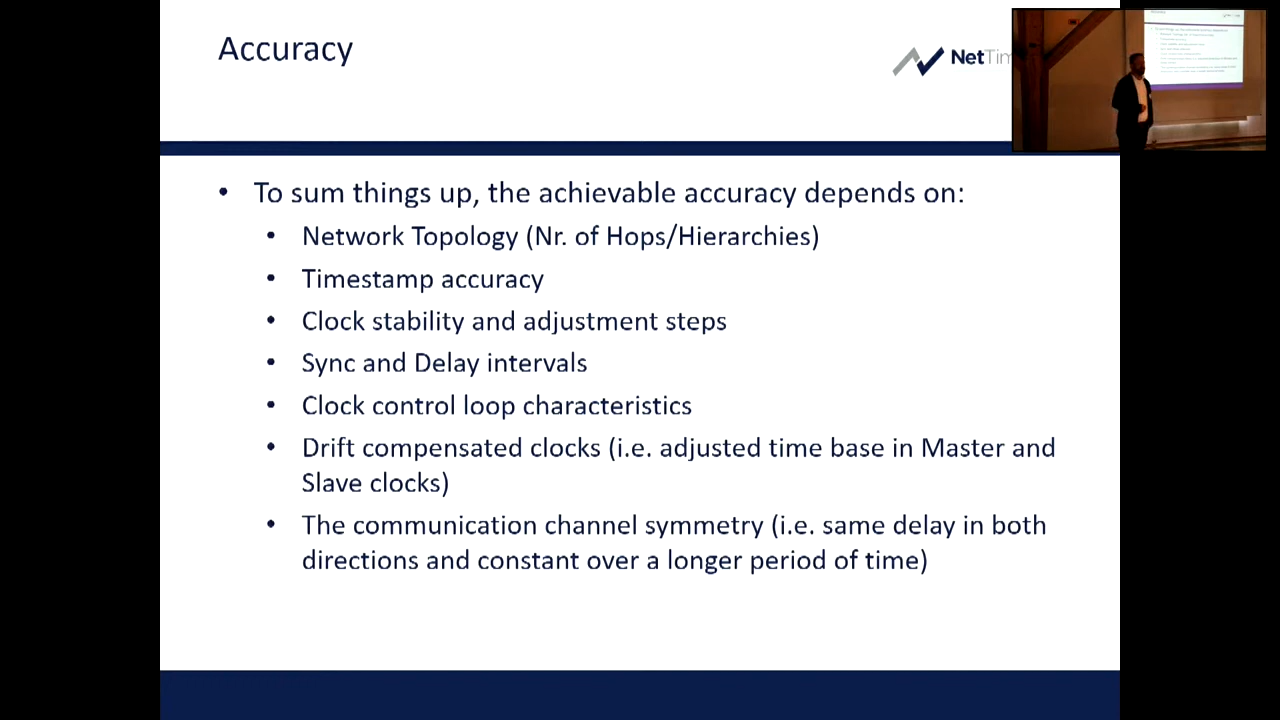 Accuracy
NetTim
• To sum things up, the achievable accuracy depends on:
• Network Topology (Nr. of Hops/Hierarchies)
• Timestamp accuracy
• Clock stability and adjustment steps
• Sync and Delay intervals
• Clock control loop characteristics
• Drift compensated clocks (i.e. adjusted time base in Master and
Slave clocks)
• The communication channel symmetry (i.e. same delay in both
directions and constant over a longer period of time)